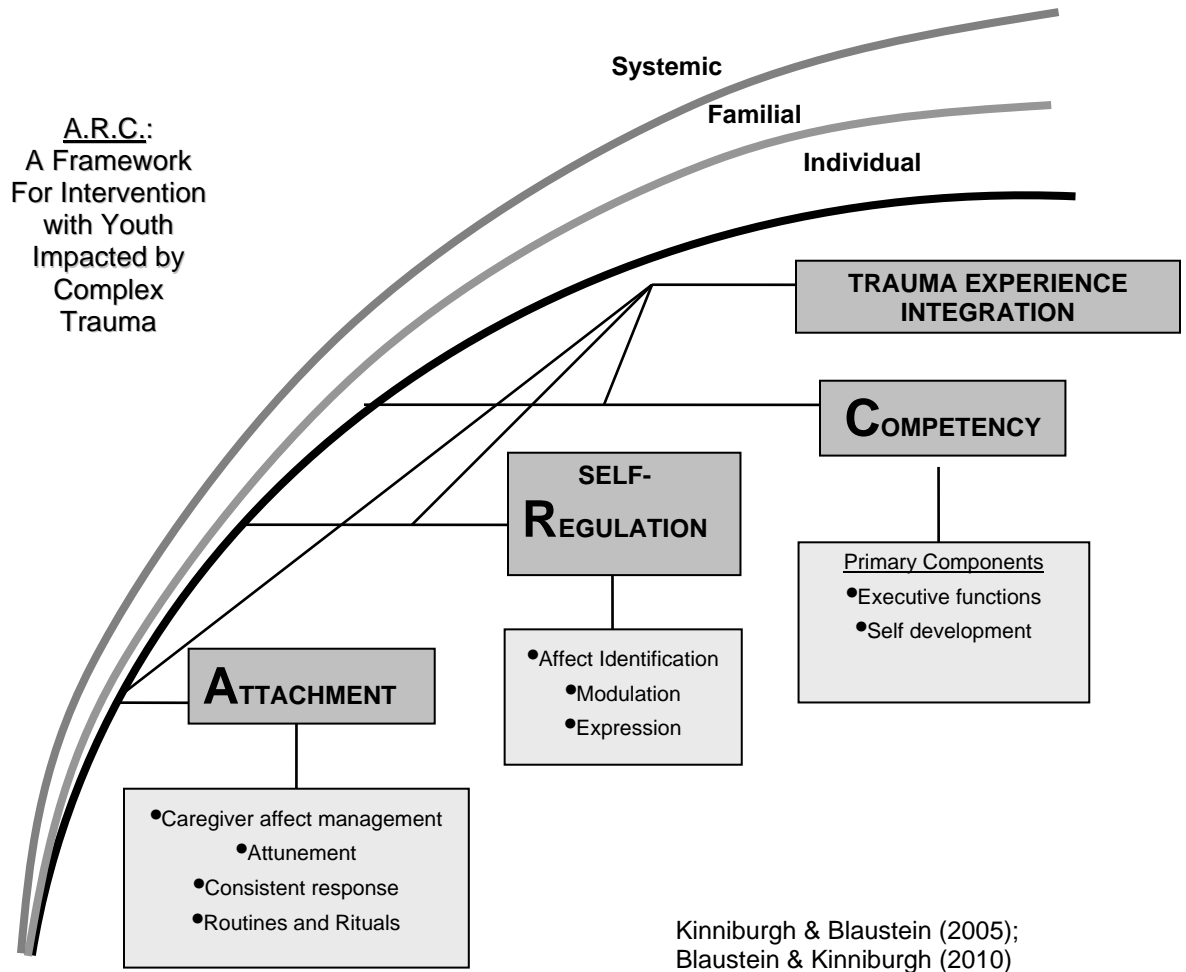 A.R.C.:
A Framework
For Intervention
with Youth
Impacted by
Complex
Trauma
Systemic
Familial
Individual
TRAUMA EXPERIENCE
INTEGRATION
COMPETENCY
SELF-
REGULATION
Primary Components
•Executive functions
•Self development
•Affect Identification
•Modulation
•Expression
ATTACHMENT
•Caregiver affect management
•Attunement
•Consistent response
•Routines and Rituals
Kinniburgh & Blaustein (2005);
Blaustein & Kinniburgh (2010)